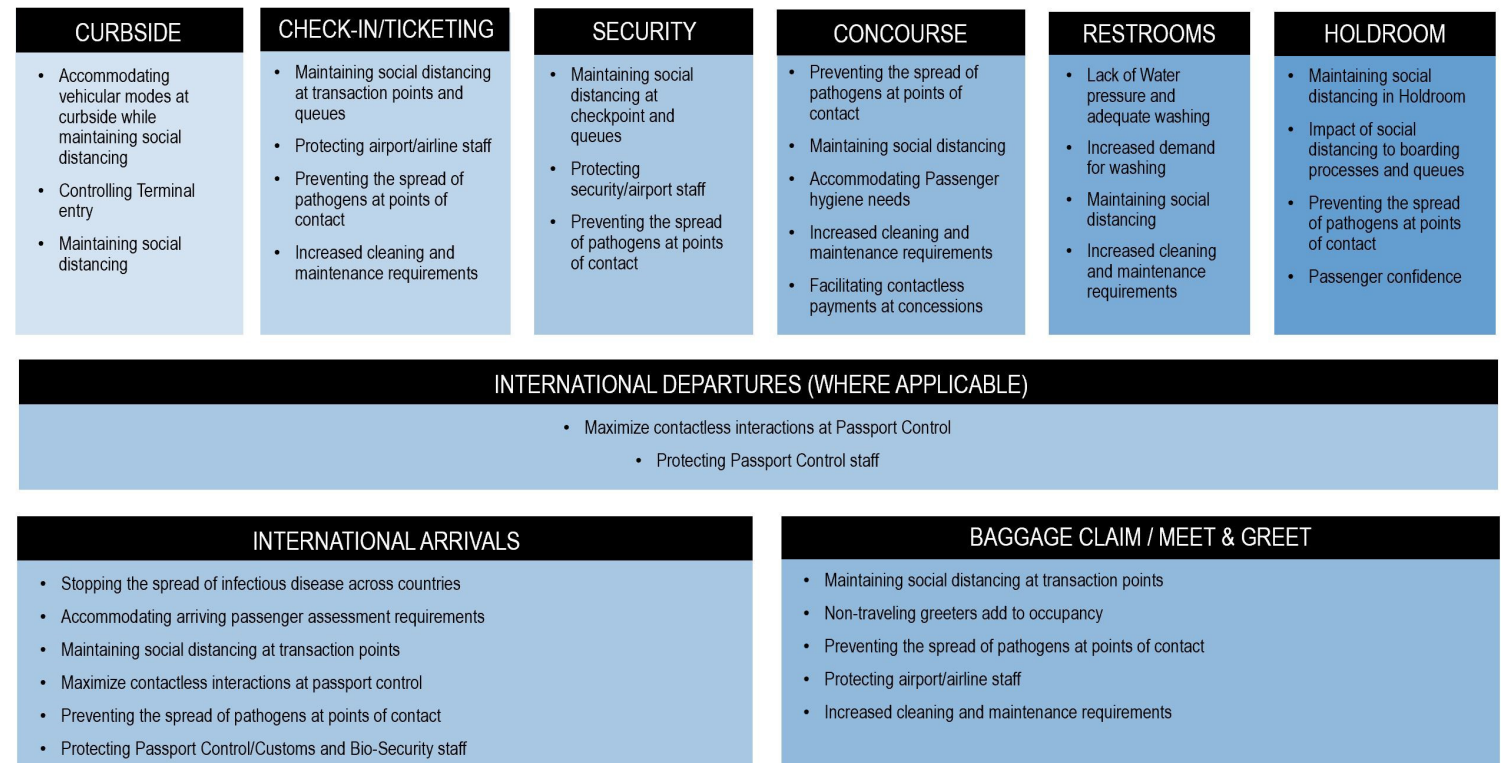 CURBSIDE
• Accommodating
vehicular modes at
curbside while
maintaining social
distancing
• Controlling Terminal
entry
• Maintaining social
distancing
CHECK-IN/TICKETING
• Maintaining social distancing
at transaction points and
queues
• Protecting airport/airline staff
• Preventing the spread of
pathogens at points of
contact
• Increased cleaning and
maintenance requirements
SECURITY
• Maintaining social
distancing at
checkpoint and
queues
• Protecting
security/airport staff
• Preventing the spread
of pathogens at points
of contact
CONCOURSE
• Preventing the spread of
pathogens at points of
contact
• Maintaining social distancing
• Accommodating Passenger
hygiene needs
• Increased cleaning and
maintenance requirements
• Facilitating contactless
payments at concessions
RESTROOMS
• Lack of Water
pressure and
adequate washing
• Increased demand
for washing
• Maintaining social
distancing
• Increased cleaning
and maintenance
requirements
HOLDROOM
• Maintaining social
distancing in Holdroom
• Impact of social
distancing to boarding
processes and queues
• Preventing the spread
of pathogens at points
of contact
• Passenger confidence
INTERNATIONAL DEPARTURES (WHERE APPLICABLE)
• Maximize contactless interactions at Passport Control
• Protecting Passport Control staff
INTERNATIONAL ARRIVALS
• Stopping the spread of infectious disease across countries
• Accommodating arriving passenger assessment requirements
• Maintaining social distancing at transaction points
• Maximize contactless interactions at passport control
• Preventing the spread of pathogens at points of contact
• Protecting Passport Control/Customs and Bio-Security staff
BAGGAGE CLAIM / MEET & GREET
• Maintaining social distancing at transaction points
• Non-traveling greeters add to occupancy
• Preventing the spread of pathogens at points of contact
• Protecting airport/airline staff
• Increased cleaning and maintenance requirements